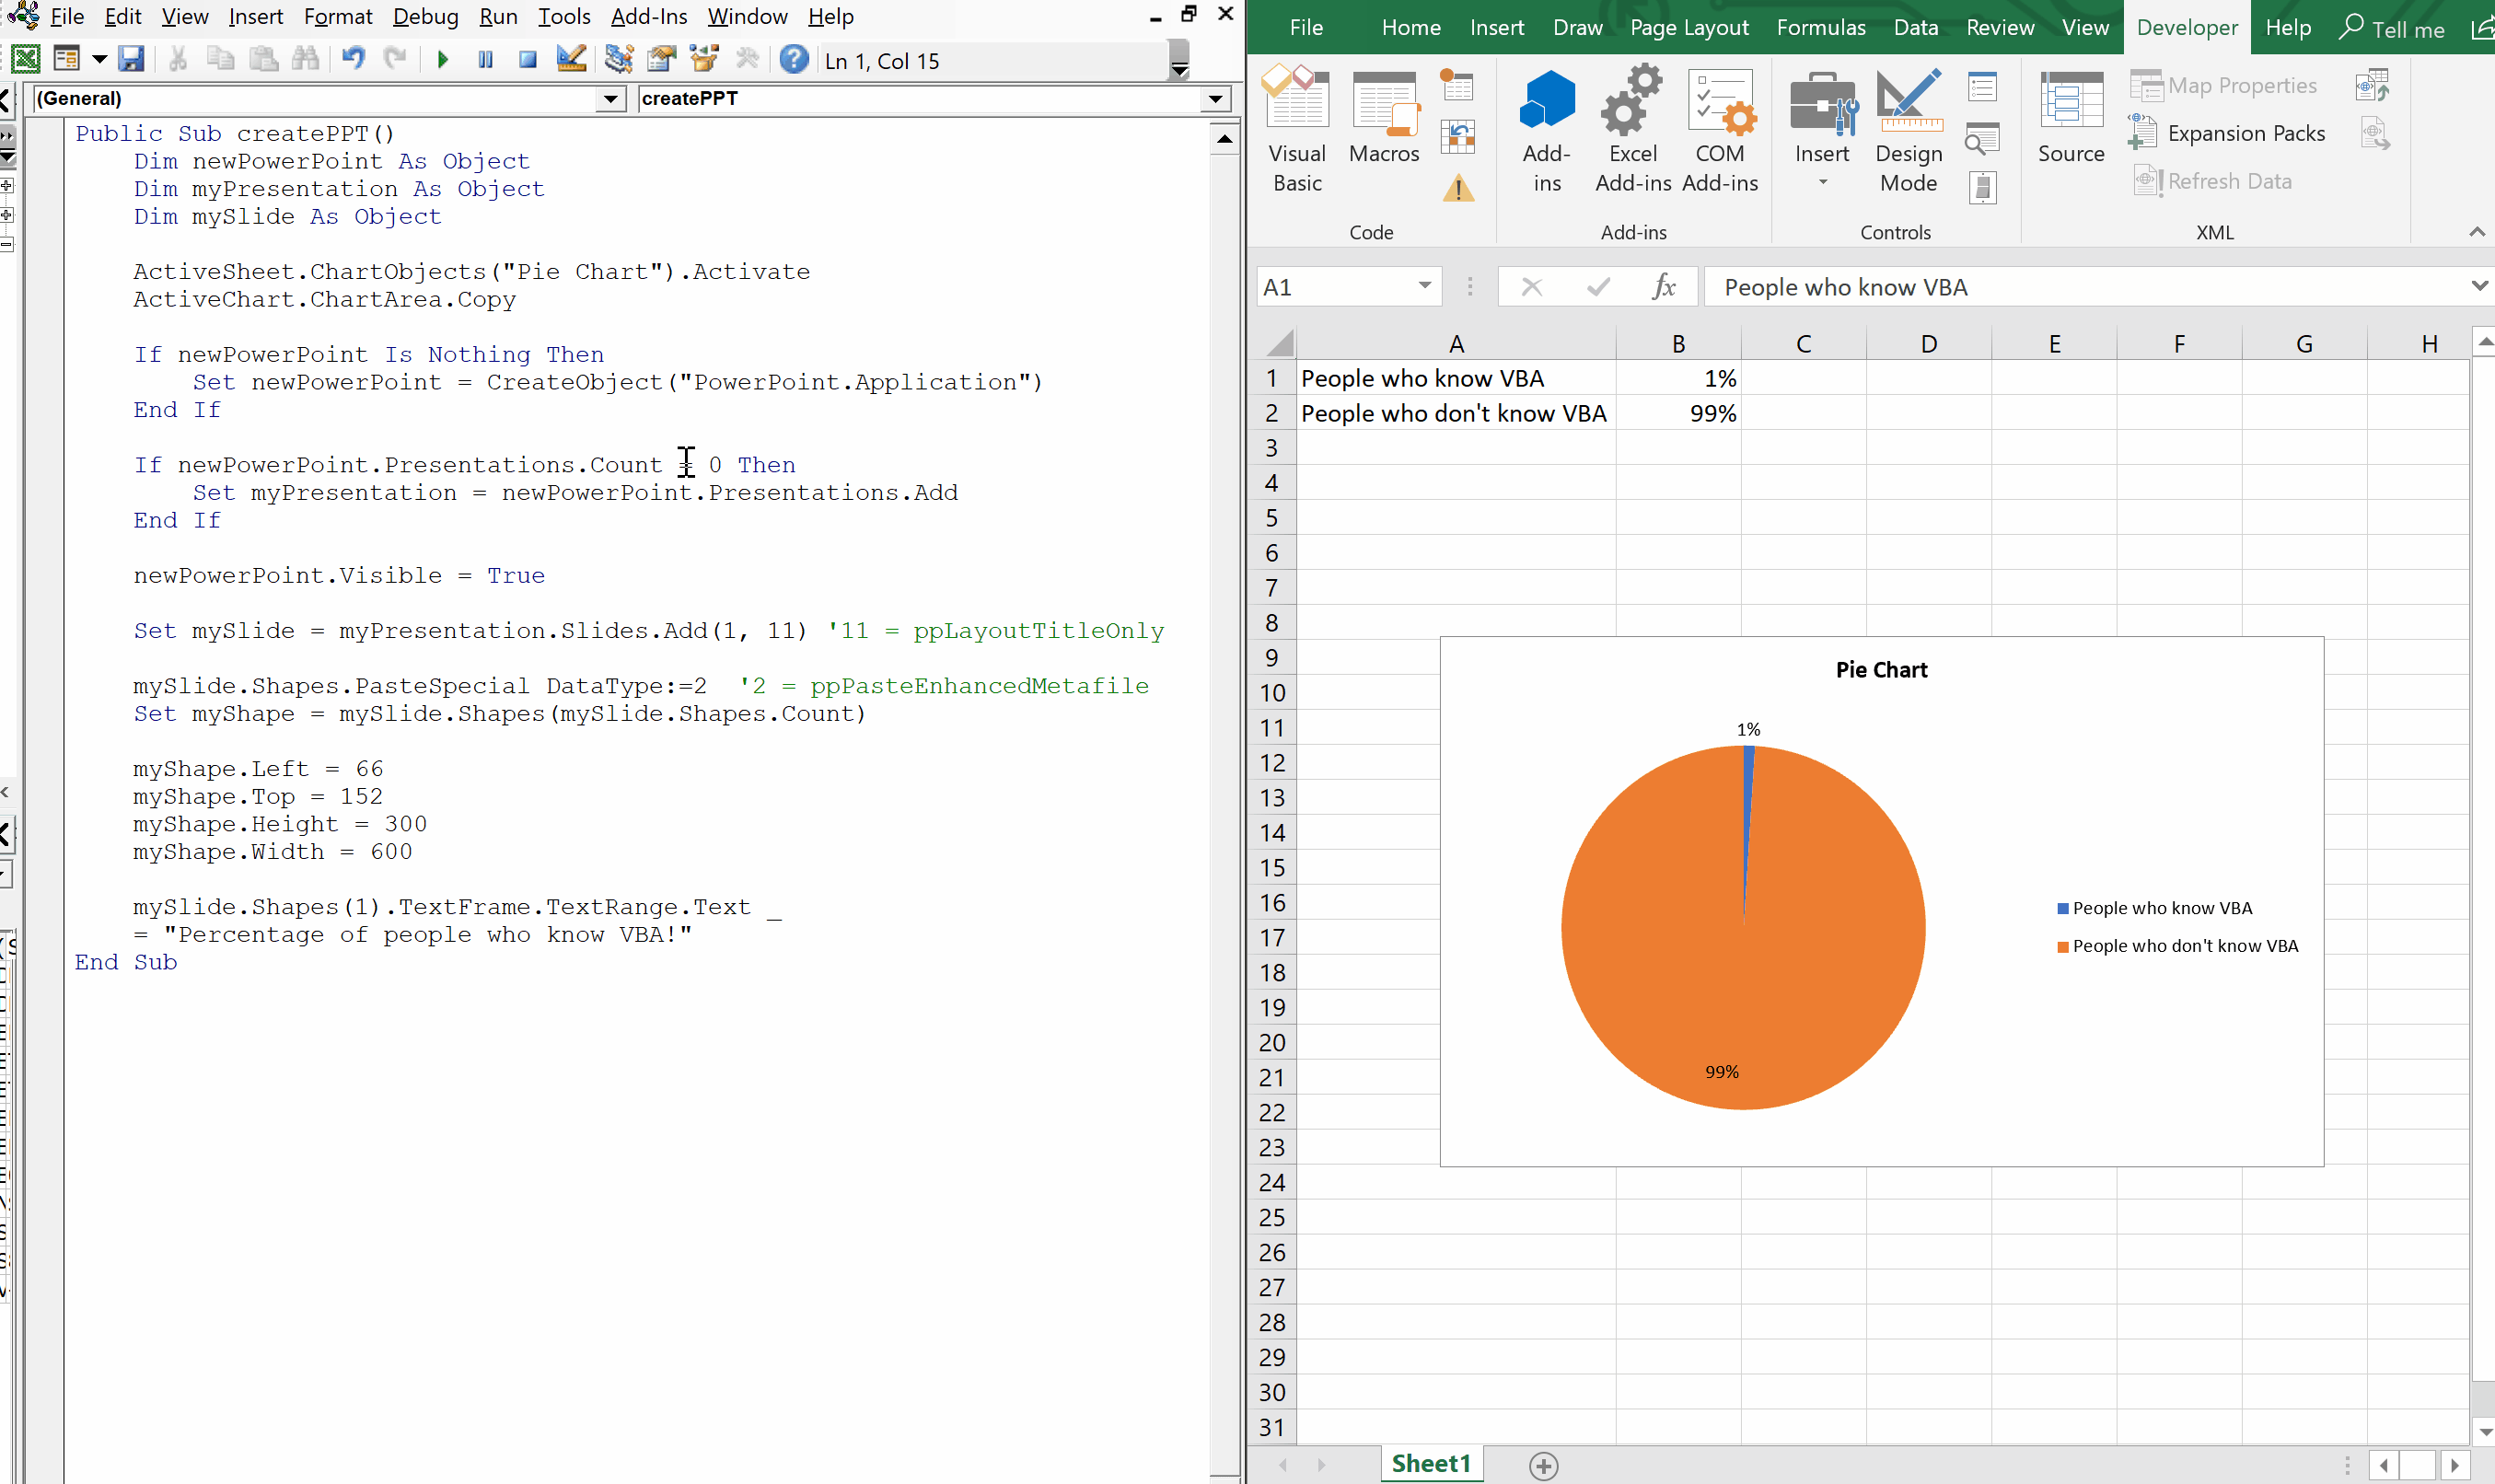 File Edit View Insert Format Debug Run Tools Add-Ins Window Help
Ln 1, Col 15
(General)
createPPT
Public Sub createPPT()
Dim newPowerPoint As Object
Dim myPresentation As Object
Dim mySlide As Object
ActiveSheet.ChartObjects("Pie Chart").Activate
ActiveChart.ChartArea.Copy
If newPowerPoint Is Nothing Then
Set newPowerPoint = CreateObject("PowerPoint.Application")
End If
If newPowerPoint.Presentations.Count = 0 Then
Set myPresentation = newPowerPoint.Presentations.Add
End If
newPowerPoint.Visible = True
Set mySlide = myPresentation.Slides.Add(1, 11) '11 = ppLayoutTitleOnly
mySlide.Shapes.PasteSpecial DataType:=2 '2 = ppPasteEnhancedMetafile
Set myShape = mySlide.Shapes(mySlide.Shapes.Count)
myShape.Left = 66
myShape.Top = 152
myShape.Height = 300
myShape.Width = 600
mySlide.Shapes(1).TextFrame.TextRange.Text _
= "Percentage of people who know VBA!"
End Sub
File Home Insert Draw Page Layout Formulas Data Review View Developer Help Tell me
Visual Basic
Macros
Code
Add-ins
Excel Add-ins
COM Add-ins
Add-ins
Insert
Design Mode
Controls
Source
Map Properties
Expansion Packs
Refresh Data
XML
A1
fx
People who know VBA
A B C D E F G H
1 People who know VBA 1%
2 People who don't know VBA 99%
3
4
5
6
7
8
9
10
11
12
13
14
15
16
17
18
19
20
21
22
23
24
25
26
27
28
29
30
31
Pie Chart
1%
People who know VBA
People who don't know VBA
99%
Sheet1